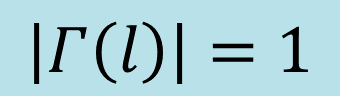 |Γ(l)| = 1